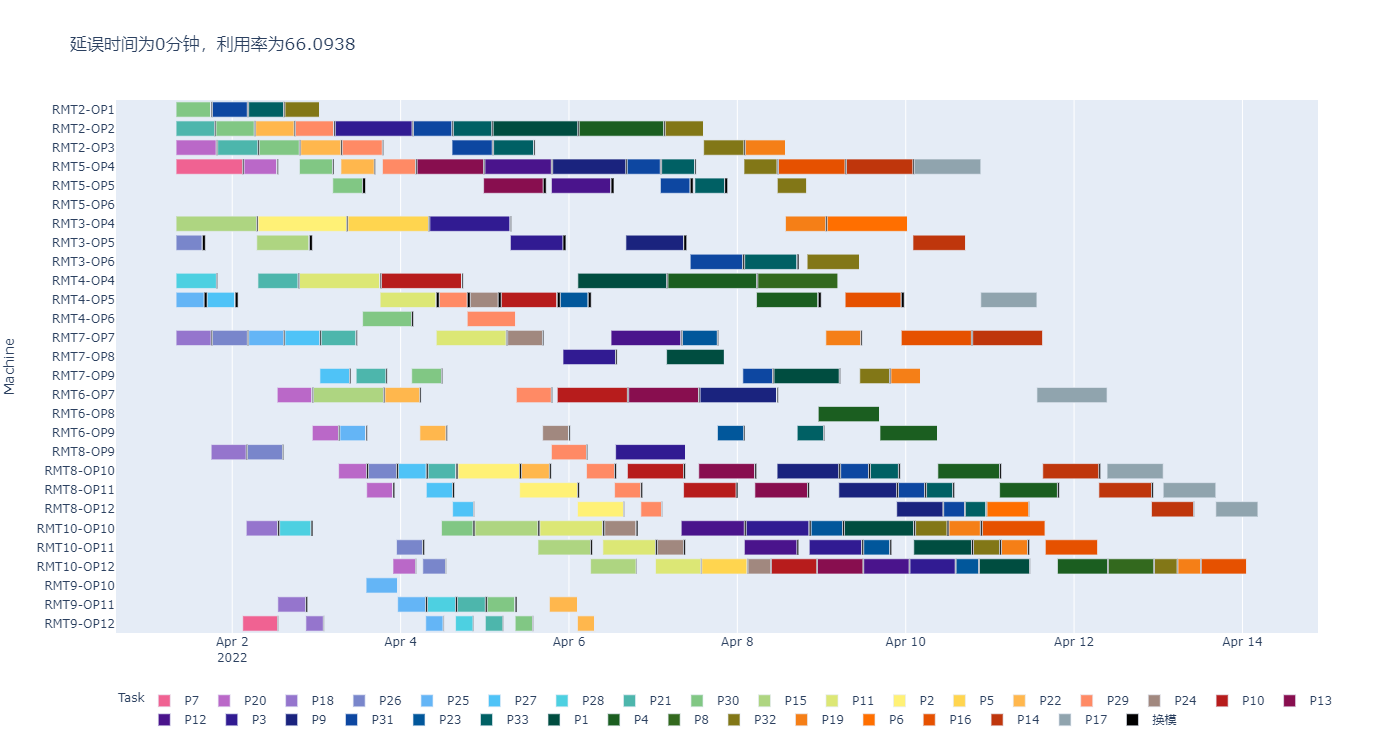 延误时间为0分钟，利用率为66.0938
RMT2-OP1
RMT2-OP2
RMT2-OP3
RMT5-OP4
RMT5-OP5
RMT5-OP6
RMT3-OP4
RMT3-OP5
RMT3-OP6
RMT4-OP4
RMT4-OP5
RMT4-OP6
RMT7-OP7
RMT7-OP8
RMT7-OP9
RMT6-OP7
RMT6-OP8
RMT6-OP9
RMT8-OP9
RMT8-OP10
RMT8-OP11
RMT8-OP12
RMT10-OP10
RMT10-OP11
RMT10-OP12
RMT9-OP10
RMT9-OP11
RMT9-OP12
Machine
Apr 2 Apr 4 Apr 6 Apr 8 Apr 10 Apr 12 Apr 14
2022
Task P7 P20 P18 P26 P25 P27 P28 P21 P30 P15 P11 P2 P5 P22 P29 P24 P10 P13
P12 P3 P9 P31 P23 P33 P1 P4 P8 P32 P19 P6 P16 P14 P17 换模